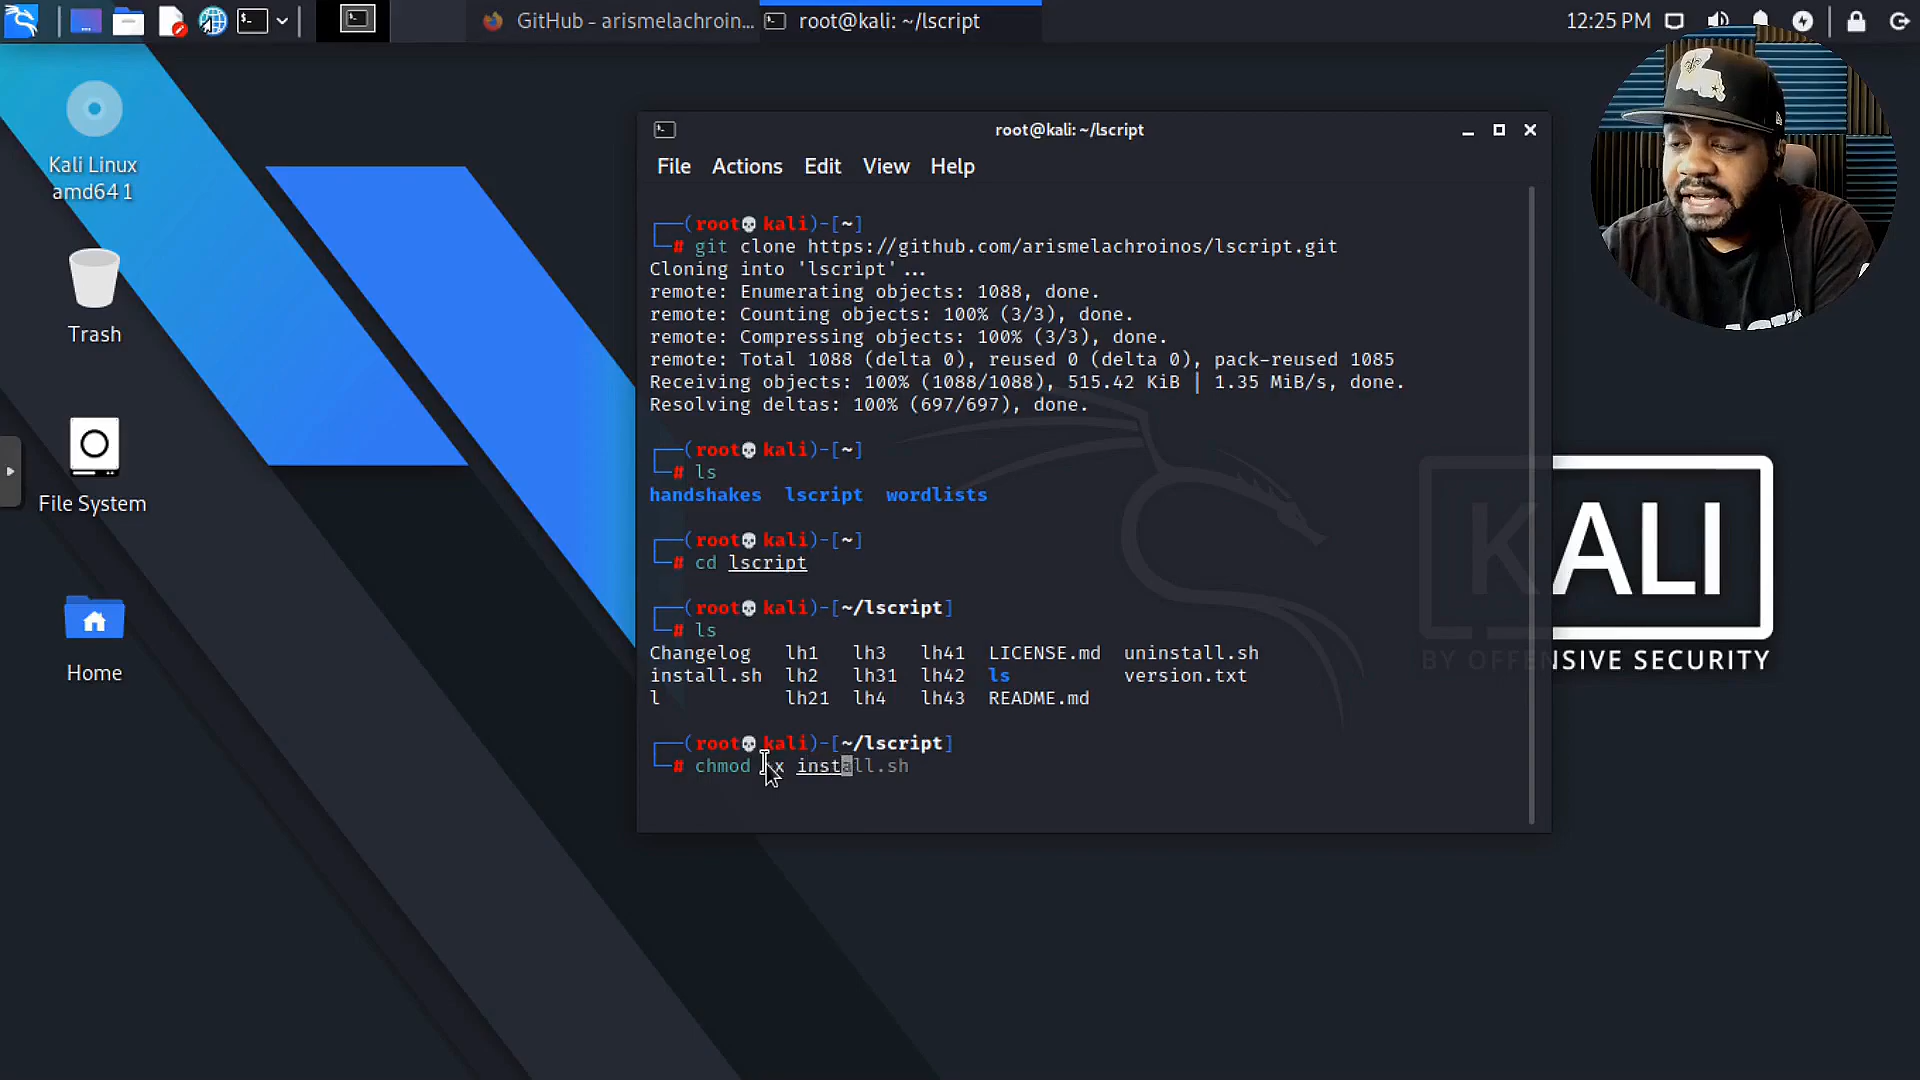 GitHub - arismelachroin...
root@kali: ~/lscript
12:25 PM
Kali Linux
amd64 1
Trash
File System
Home
root@kali: ~/lscript
File Actions Edit View Help
(root💀kali)-[~]
# git clone https://github.com/arismelachroinos/lscript.git
Cloning into 'lscript'...
remote: Enumerating objects: 1088, done.
remote: Counting objects: 100% (3/3), done.
remote: Compressing objects: 100% (3/3), done.
remote: Total 1088 (delta 0), reused 0 (delta 0), pack-reused 1085
Receiving objects: 100% (1088/1088), 515.42 KiB | 1.35 MiB/s, done.
Resolving deltas: 100% (697/697), done.
(root💀kali)-[~]
# ls
handshakes lscript wordlists
(root💀kali)-[~]
# cd lscript
(root💀kali)-[~/lscript]
# ls
Changelog lh1 lh3 lh41 LICENSE.md uninstall.sh
install.sh lh2 lh31 lh42 ls version.txt
l lh21 lh4 lh43 README.md
(root💀kali)-[~/lscript]
# chmod +x install.sh
KALI
BY OFFENSIVE SECURITY